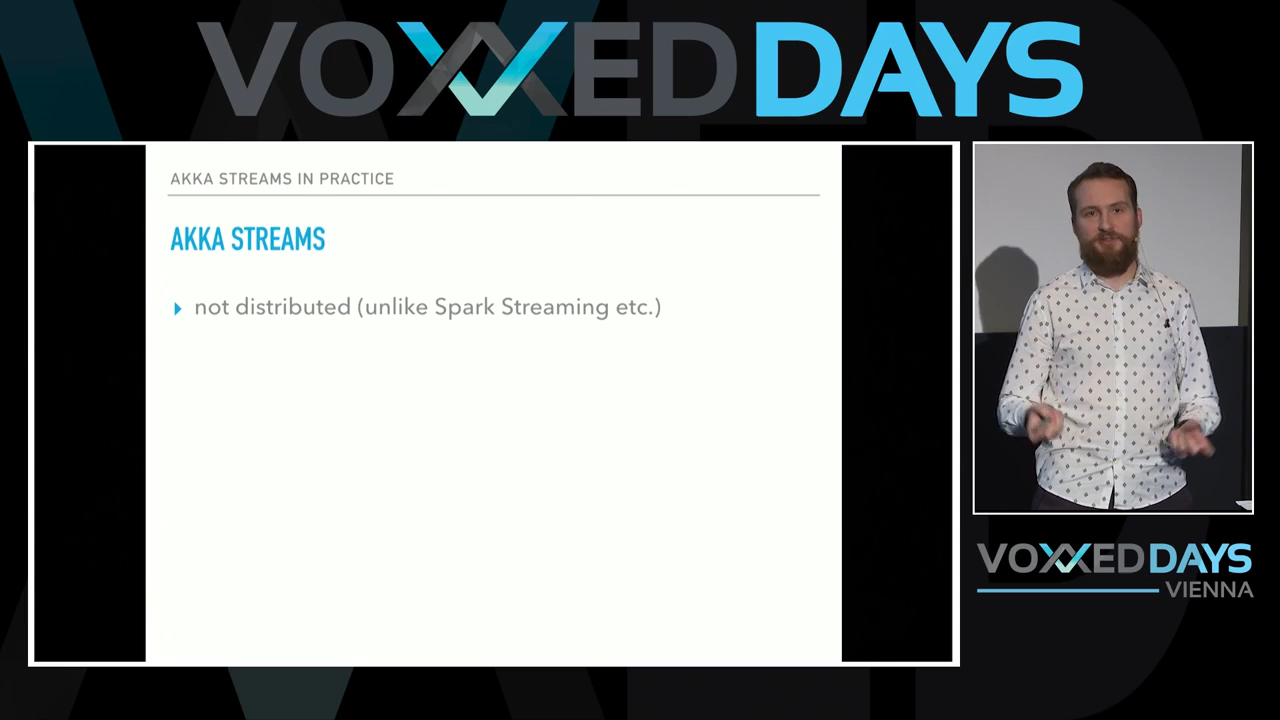 VOXXED DAYS
AKKA STREAMS IN PRACTICE
AKKA STREAMS
not distributed (unlike Spark Streaming etc.)
VOXXED DAYS
VIENNA